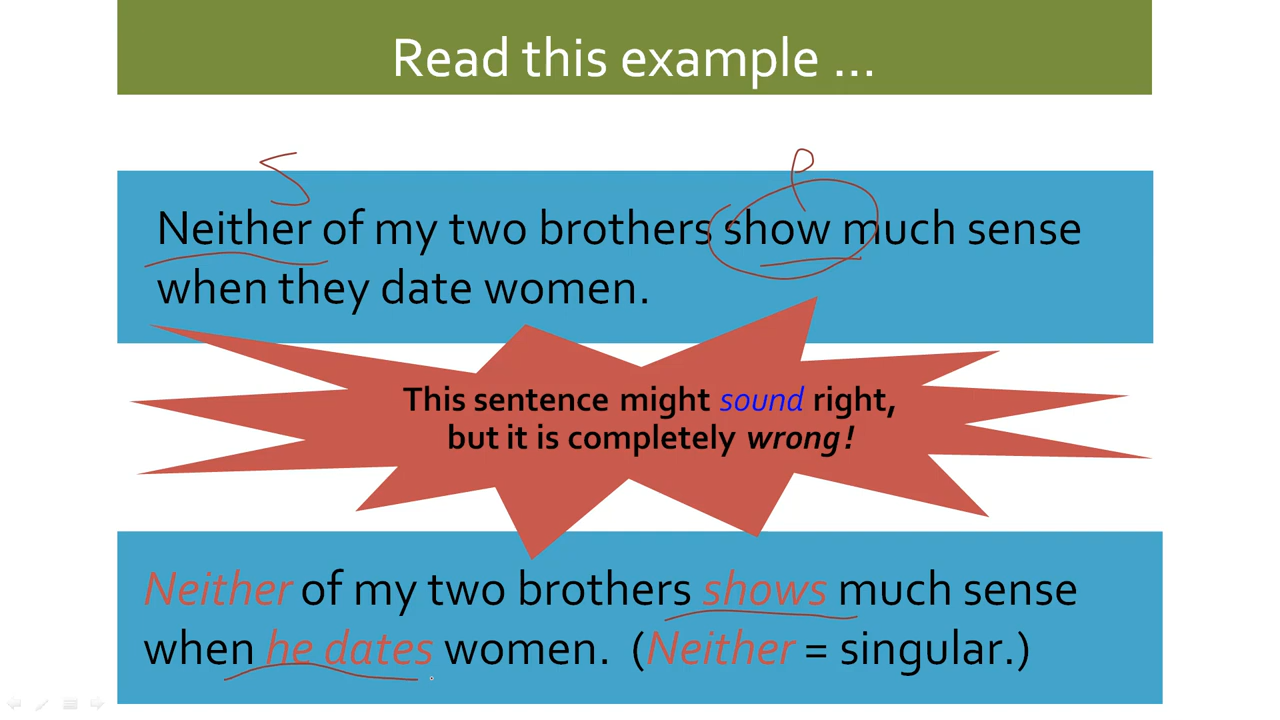 Read this example ...
S
P
Neither of my two brothers show much sense
when they date women.
This sentence might sound right,
but it is completely wrong!
Neither of my two brothers shows much sense
when he dates women. (Neither = singular.)